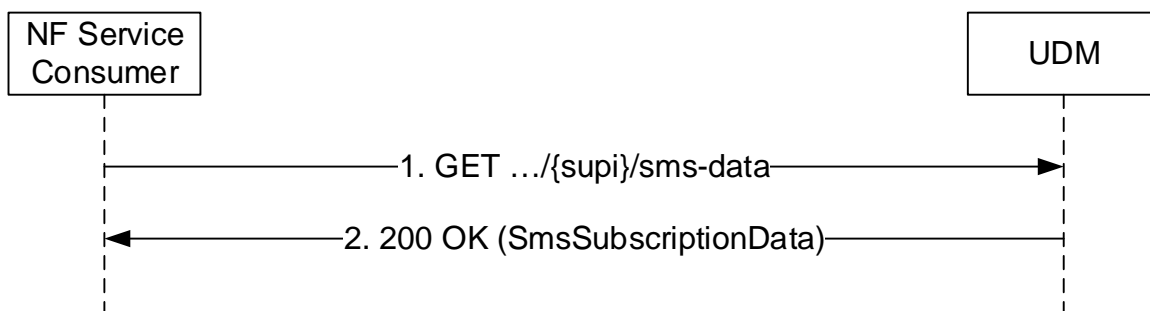 NF Service
Consumer
UDM
1. GET …/{supi}/sms-data
2. 200 OK (SmsSubscriptionData)